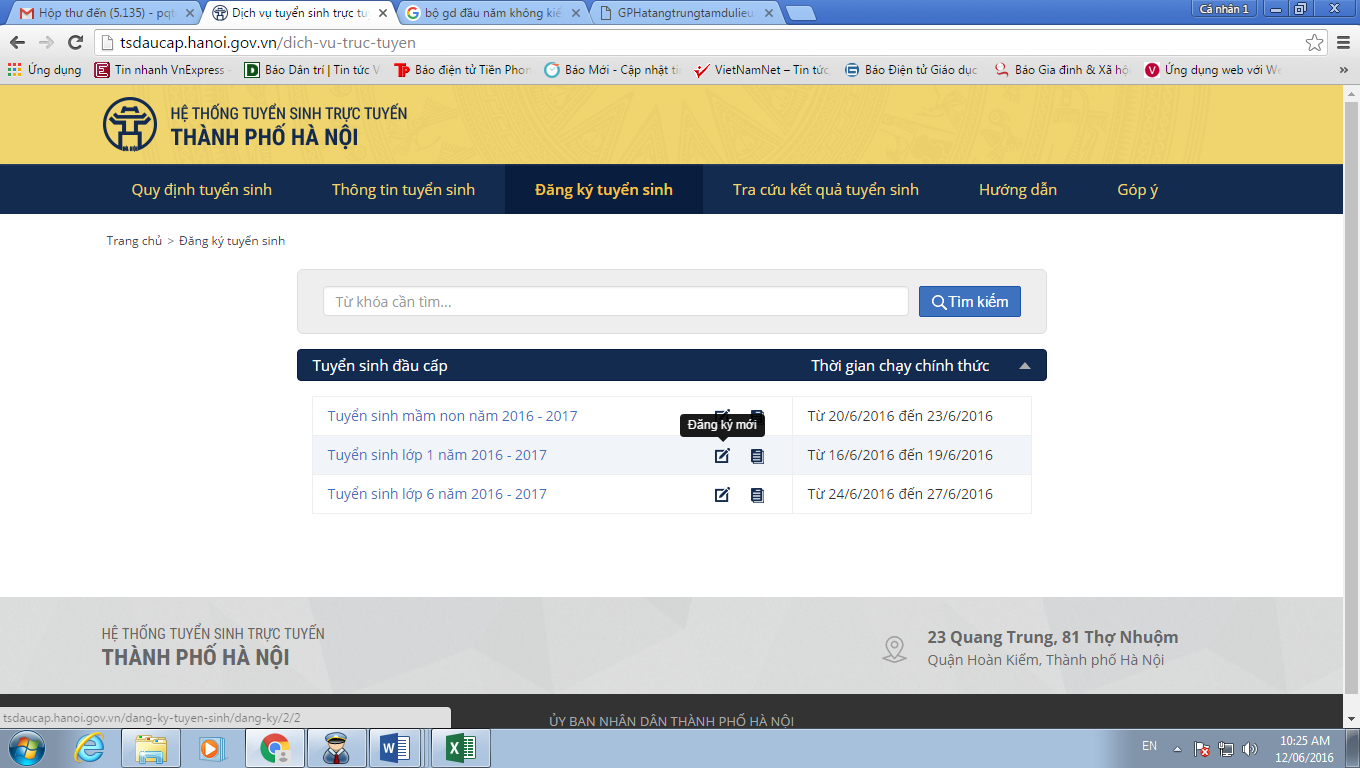 Hộp thư đến (5.135) - pqt
Dịch vụ tuyển sinh trực tu
bộ gd đầu năm không ki
GPHatangtrungtamdulieu
Cá nhân 1
tsdaucap.hanoi.gov.vn/dich-vu-truc-tuyen
Ứng dụng
Tin nhanh VnExpress -
Báo Dân trí | Tin tức V
Báo điện tử Tiền Phon
Báo Mới - Cập nhật ti
VietNamNet – Tin tức,
Báo Điện tử Giáo dục
Báo Gia đình & Xã hộ
Ứng dụng web với We
»
HỆ THỐNG TUYỂN SINH TRỰC TUYẾN
THÀNH PHỐ HÀ NỘI
HÀ NỘI
Quy định tuyển sinh
Thông tin tuyển sinh
Đăng ký tuyển sinh
Tra cứu kết quả tuyển sinh
Hướng dẫn
Góp ý
Trang chủ > Đăng ký tuyển sinh
Từ khóa cần tìm...
Tìm kiếm
Tuyển sinh đầu cấp
Thời gian chạy chính thức
Tuyển sinh mầm non năm 2016 - 2017
Từ 20/6/2016 đến 23/6/2016
Đăng ký mới
Tuyển sinh lớp 1 năm 2016 - 2017
Từ 16/6/2016 đến 19/6/2016
Tuyển sinh lớp 6 năm 2016 - 2017
Từ 24/6/2016 đến 27/6/2016
HỆ THỐNG TUYỂN SINH TRỰC TUYẾN
THÀNH PHỐ HÀ NỘI
23 Quang Trung, 81 Thợ Nhuộm
Quận Hoàn Kiếm, Thành phố Hà Nội
tsdaucap.hanoi.gov.vn/dang-ky-tuyen-sinh/dang-ky/2/2
ỦY BAN NHÂN DÂN THÀNH PHỐ HÀ NỘI
EN
10:25 AM
12/06/2016